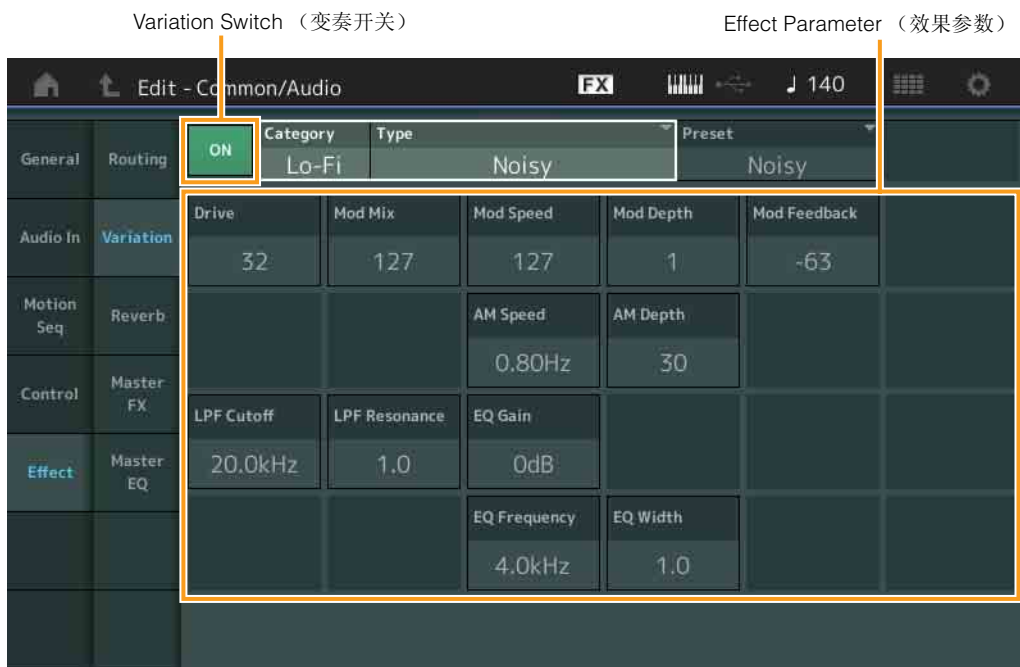 Variation Switch （变奏开关）
Effect Parameter （效果参数）
Edit - Common/Audio
FX
140
General
Routing
ON
Category
Lo-Fi
Type
Noisy
Preset
Noisy
Audio In
Variation
Drive
32
Mod Mix
127
Mod Speed
127
Mod Depth
1
Mod Feedback
-63
Motion
Seq
Reverb
AM Speed
0.80Hz
AM Depth
30
Control
Master
FX
LPF Cutoff
20.0kHz
LPF Resonance
1.0
EQ Gain
0dB
Effect
Master
EQ
EQ Frequency
4.0kHz
EQ Width
1.0